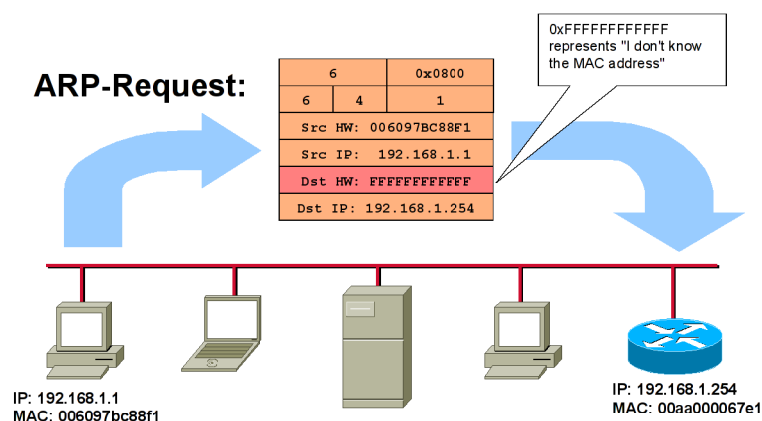 0xFFFFFFFFFFFF
represents "I don't know
the MAC address"
ARP-Request:
6 0x0800
6 4 1
Src HW: 006097BC88F1
Src IP: 192.168.1.1
Dst HW: FFFFFFFFFFFF
Dst IP: 192.168.1.254
IP: 192.168.1.1
MAC: 006097bc88f1
IP: 192.168.1.254
MAC: 00aa000067e1